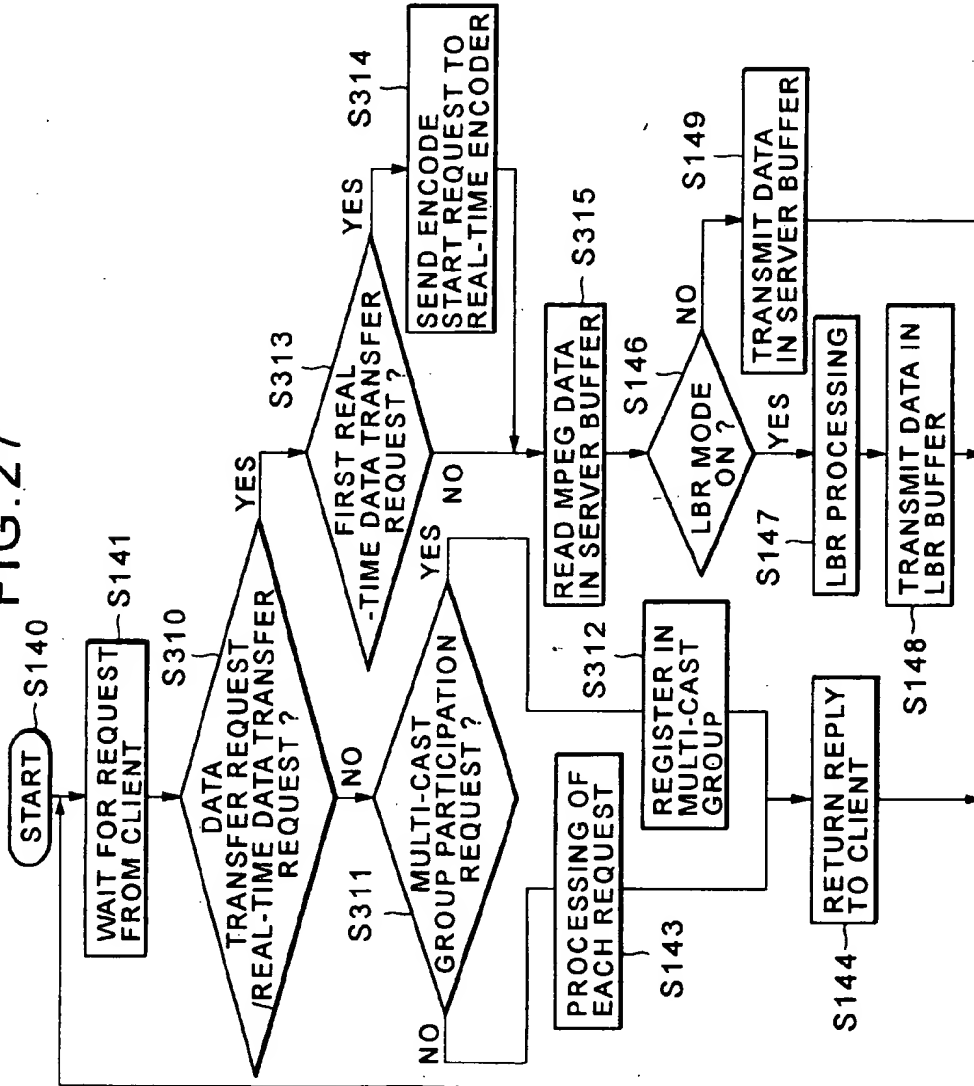 FIG.27
START
S140
WAIT FOR REQUEST
FROM CLIENT
S141
DATA
TRANSFER REQUEST
/REAL-TIME DATA TRANSFER
REQUEST ?
S310
YES
NO
FIRST REAL
-TIME DATA TRANSFER
REQUEST ?
S313
YES
NO
SEND ENCODE
START REQUEST TO
REAL-TIME ENCODER
S314
MULTI-CAST
GROUP PARTICIPATION
REQUEST ?
S311
YES
NO
READ MPEG DATA
IN SERVER BUFFER
S315
PROCESSING OF
EACH REQUEST
S143
REGISTER IN
MULTI-CAST
GROUP
S312
LBR MODE
ON ?
S146
NO
YES
TRANSMIT DATA
IN SERVER BUFFER
S149
LBR PROCESSING
S147
TRANSMIT DATA IN
LBR BUFFER
S148
RETURN REPLY
TO CLIENT
S144